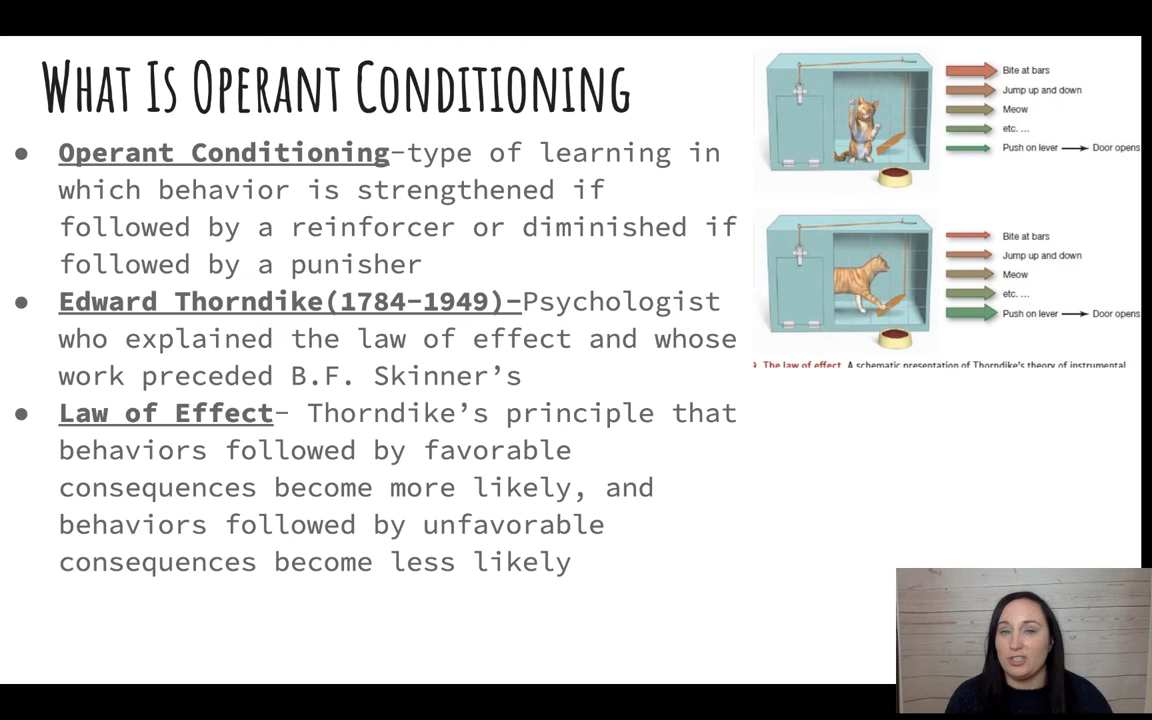 What Is Operant Conditioning
● Operant Conditioning-type of learning in
which behavior is strengthened if
followed by a reinforcer or diminished if
followed by a punisher
● Edward Thorndike(1784-1949)-Psychologist
who explained the law of effect and whose
work preceded B.F. Skinner’s
● Law of Effect- Thorndike’s principle that
behaviors followed by favorable
consequences become more likely, and
behaviors followed by unfavorable
consequences become less likely
Bite at bars
Jump up and down
Meow
etc. ...
Push on lever → Door opens
Bite at bars
Jump up and down
Meow
etc. ...
Push on lever → Door opens
The law of effect A schematic presentation of Thorndike's theory of instrumental